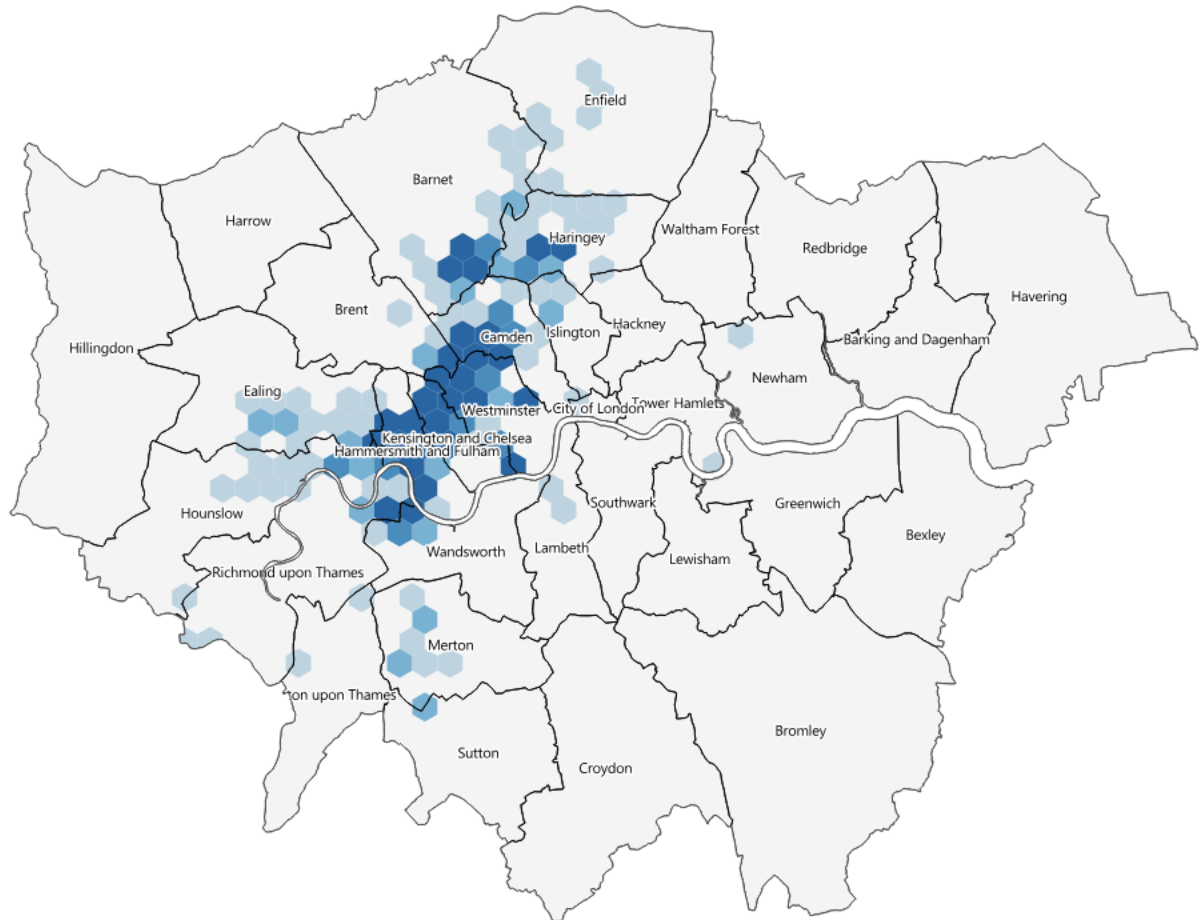 Enfield
Barnet
Harrow
Haringey
Waltham Forest
Redbridge
Havering
Brent
Hillingdon
Camden
Islington
Hackney
Barking and Dagenham
Ealing
Newham
Westminster
City of London
Tower Hamlets
Kensington and Chelsea
Hammersmith and Fulham
Hounslow
Southwark
Greenwich
Bexley
Wandsworth
Lambeth
Lewisham
Richmond upon Thames
Merton
on upon Thames
Bromley
Sutton
Croydon